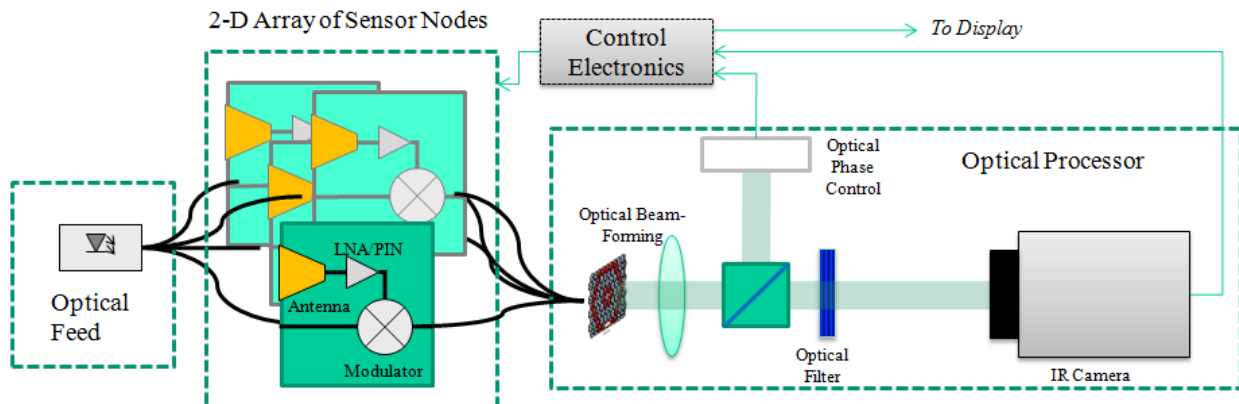 2-D Array of Sensor Nodes
Control
Electronics
To Display
Optical
Phase
Control
Optical Processor
Optical Beam-
Forming
LNA/PIN
Antenna
Modulator
Optical
Feed
Optical
Filter
IR Camera